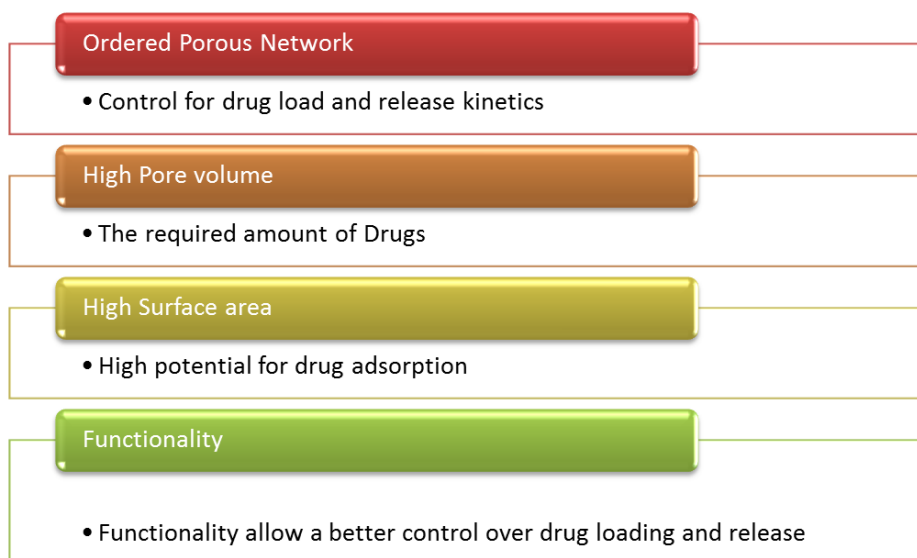 Ordered Porous Network
• Control for drug load and release kinetics
High Pore volume
• The required amount of Drugs
High Surface area
• High potential for drug adsorption
Functionality
• Functionality allow a better control over drug loading and release